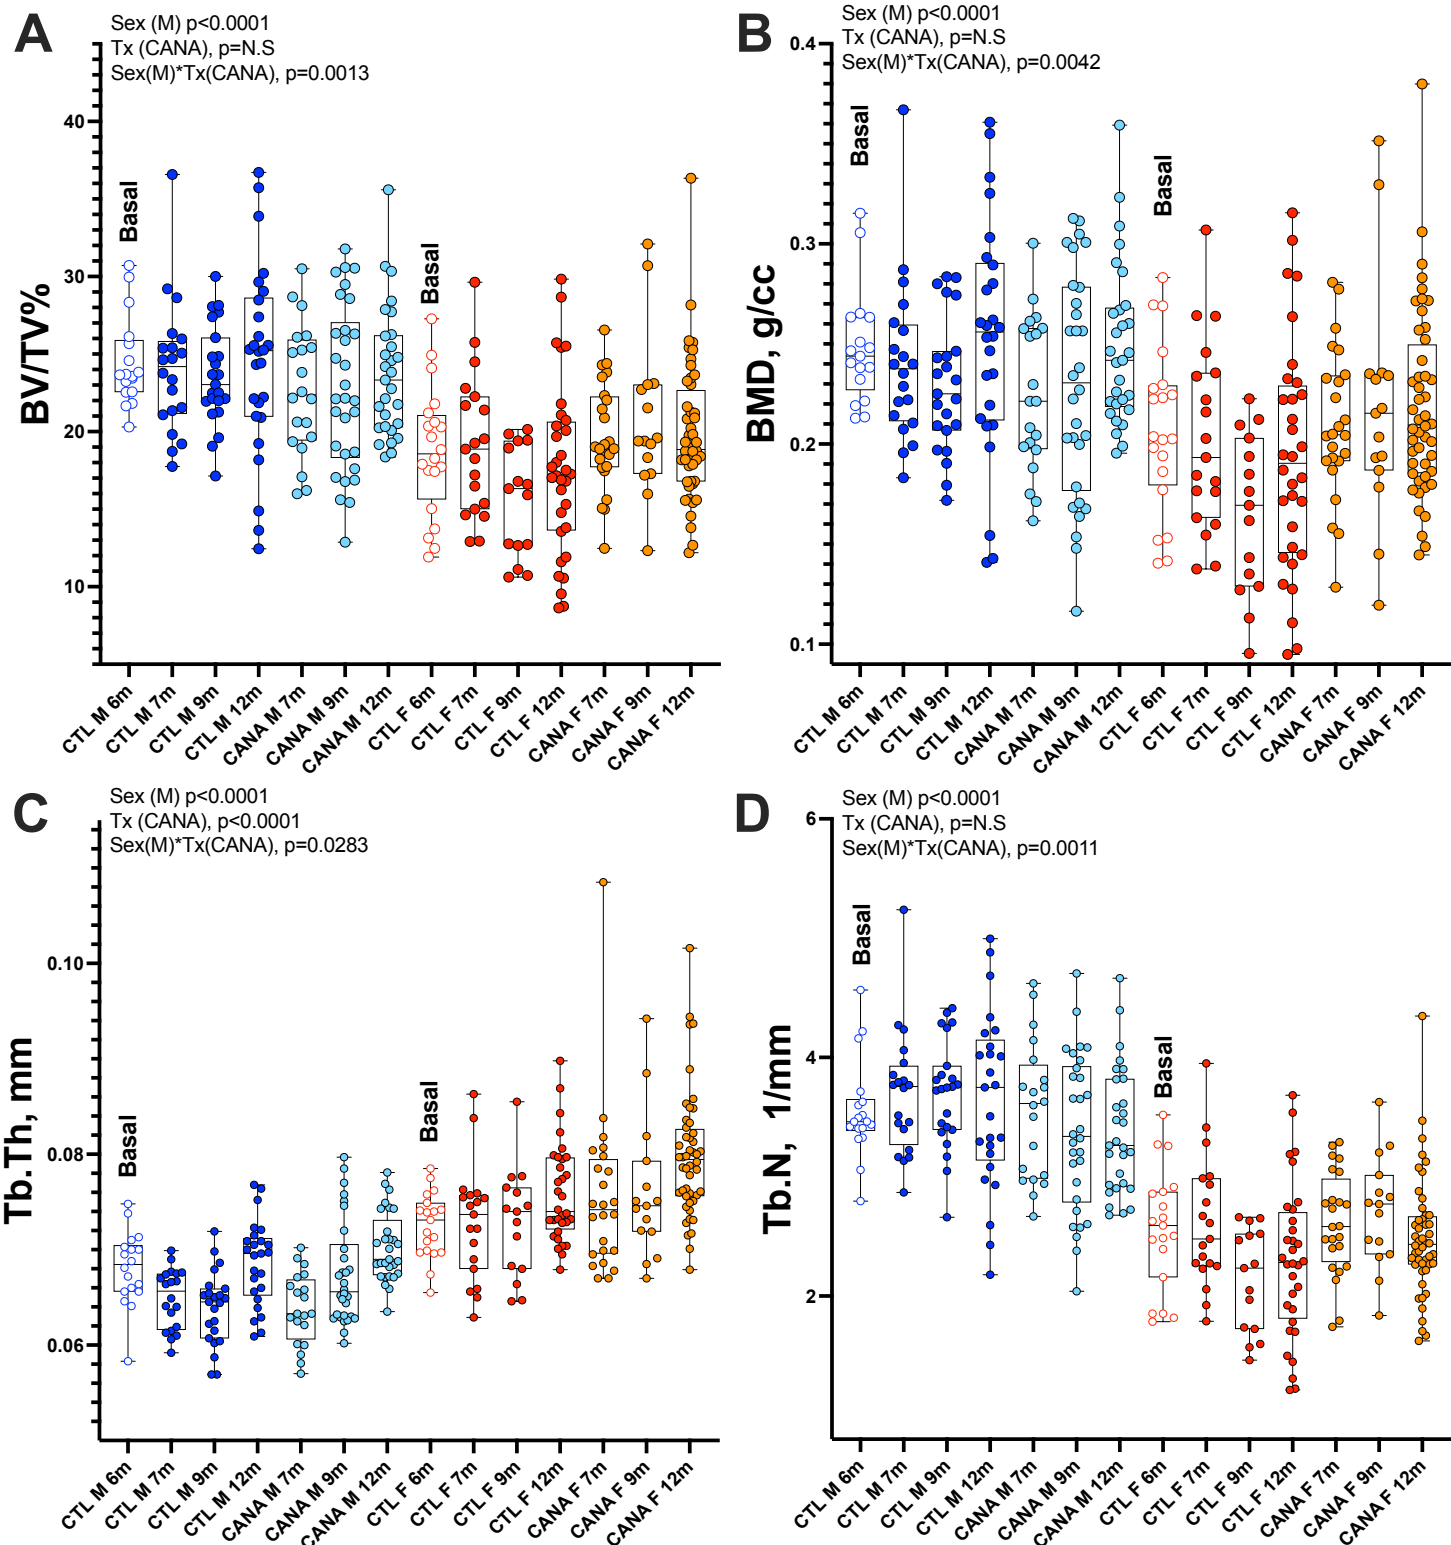 A
Sex (M) p<0.0001
Tx (CANA), p=N.S
Sex(M)*Tx(CANA), p=0.0013
BV/TV%
40
30
20
10
Basal
Basal
CTL M 6m
CTL M 7m
CTL M 9m
CTL M 12m
CANA M 7m
CANA M 9m
CANA M 12m
CTL F 6m
CTL F 7m
CTL F 9m
CTL F 12m
CANA F 7m
CANA F 9m
CANA F 12m
B
Sex (M) p<0.0001
Tx (CANA), p=N.S
Sex(M)*Tx(CANA), p=0.0042
BMD, g/cc
0.4
0.3
0.2
0.1
Basal
Basal
CTL M 6m
CTL M 7m
CTL M 9m
CTL M 12m
CANA M 7m
CANA M 9m
CANA M 12m
CTL F 6m
CTL F 7m
CTL F 9m
CTL F 12m
CANA F 7m
CANA F 9m
CANA F 12m
C
Sex (M) p<0.0001
Tx (CANA), p<0.0001
Sex(M)*Tx(CANA), p=0.0283
Tb.Th, mm
0.10
0.08
0.06
Basal
Basal
CTL M 6m
CTL M 7m
CTL M 9m
CTL M 12m
CANA M 7m
CANA M 9m
CANA M 12m
CTL F 6m
CTL F 7m
CTL F 9m
CTL F 12m
CANA F 7m
CANA F 9m
CANA F 12m
D
Sex (M) p<0.0001
Tx (CANA), p=N.S
Sex(M)*Tx(CANA), p=0.0011
Tb.N, 1/mm
6
4
2
Basal
Basal
CTL M 6m
CTL M 7m
CTL M 9m
CTL M 12m
CANA M 7m
CANA M 9m
CANA M 12m
CTL F 6m
CTL F 7m
CTL F 9m
CTL F 12m
CANA F 7m
CANA F 9m
CANA F 12m